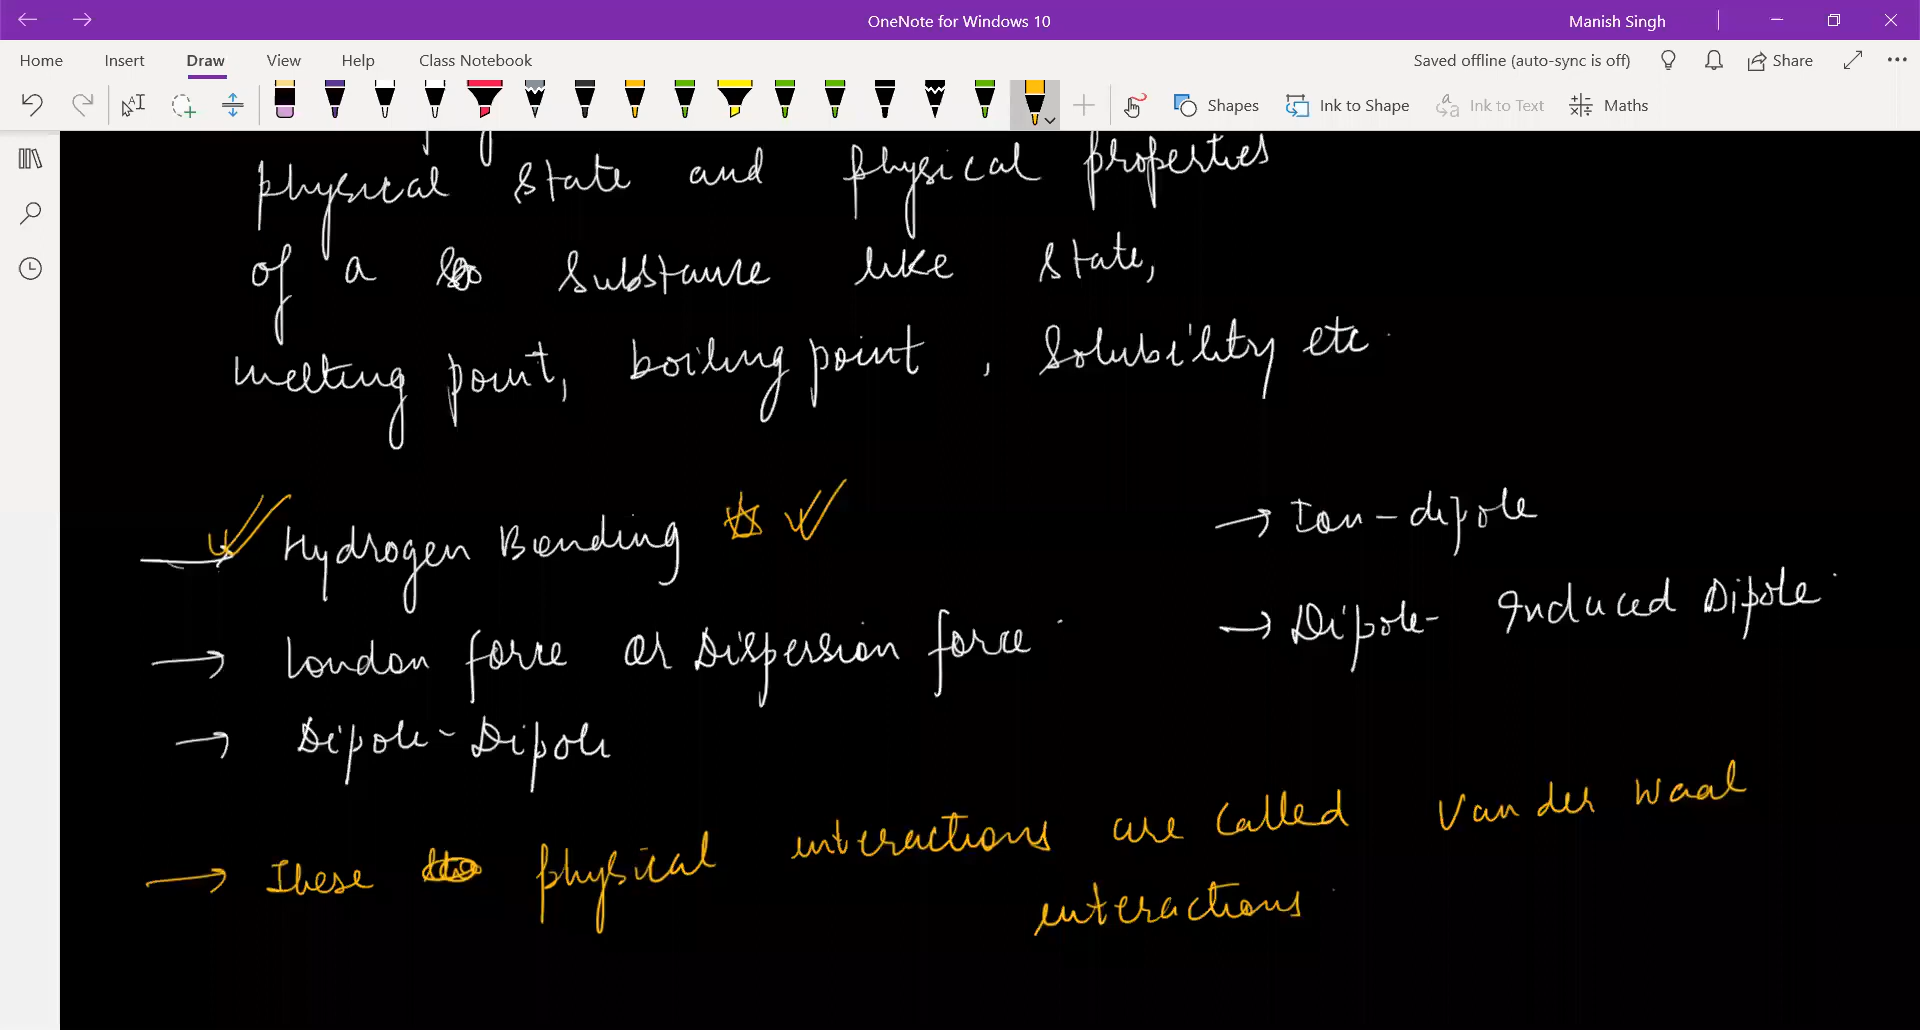 OneNote for Windows 10
Manish Singh
Home Insert Draw View Help Class Notebook
Saved offline (auto-sync is off) Share
Shapes Ink to Shape Ink to Text Maths
physical state and physical properties
of a substance like state,
melting point, boiling point, solubility etc.
→ Hydrogen Bonding
→ London force or Dispersion force.
→ Dipole-Dipole
→ Ion-dipole
→ Dipole- Induced Dipole.
→ These physical interactions are called Van der Waal
interactions.